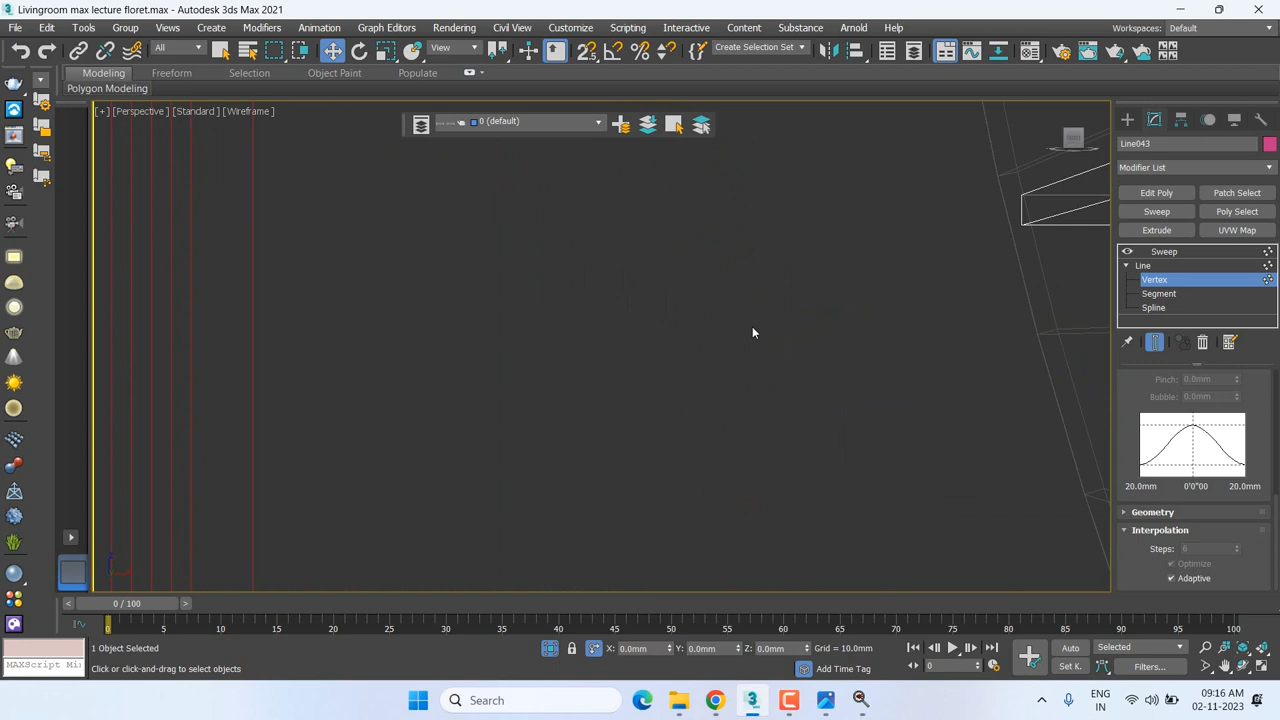 Livingroom max lecture floret.max - Autodesk 3ds Max 2021
File Edit Tools Group Views Create Modifiers Animation Graph Editors Rendering Civil View Customize Scripting Interactive Content Substance Arnold Help Workspaces: Default
All View Create Selection Set
Modeling Freeform Selection Object Paint Populate
Polygon Modeling
[+] [Perspective] [Standard] [Wireframe]
0 (default)
Line043
Modifier List
Edit Poly Patch Select
Sweep Poly Select
Extrude UVW Map
Sweep
Line
Vertex
Segment
Spline
Pinch: 0.0mm
Bubble: 0.0mm
20.0mm 0'0"00 20.0mm
Geometry
Interpolation
Steps: 6
Optimize
Adaptive
< 0 / 100 >
0 5 10 15 20 25 30 35 40 45 50 55 60 65 70 75 80 85 90 95 100
1 Object Selected X: 0.0mm Y: 0.0mm Z: 0.0mm Grid = 10.0mm Auto Selected
MAXScript Mi Click or click-and-drag to select objects Add Time Tag 0 Set K. Filters...
Search
ENG
IN
09:16 AM
02-11-2023